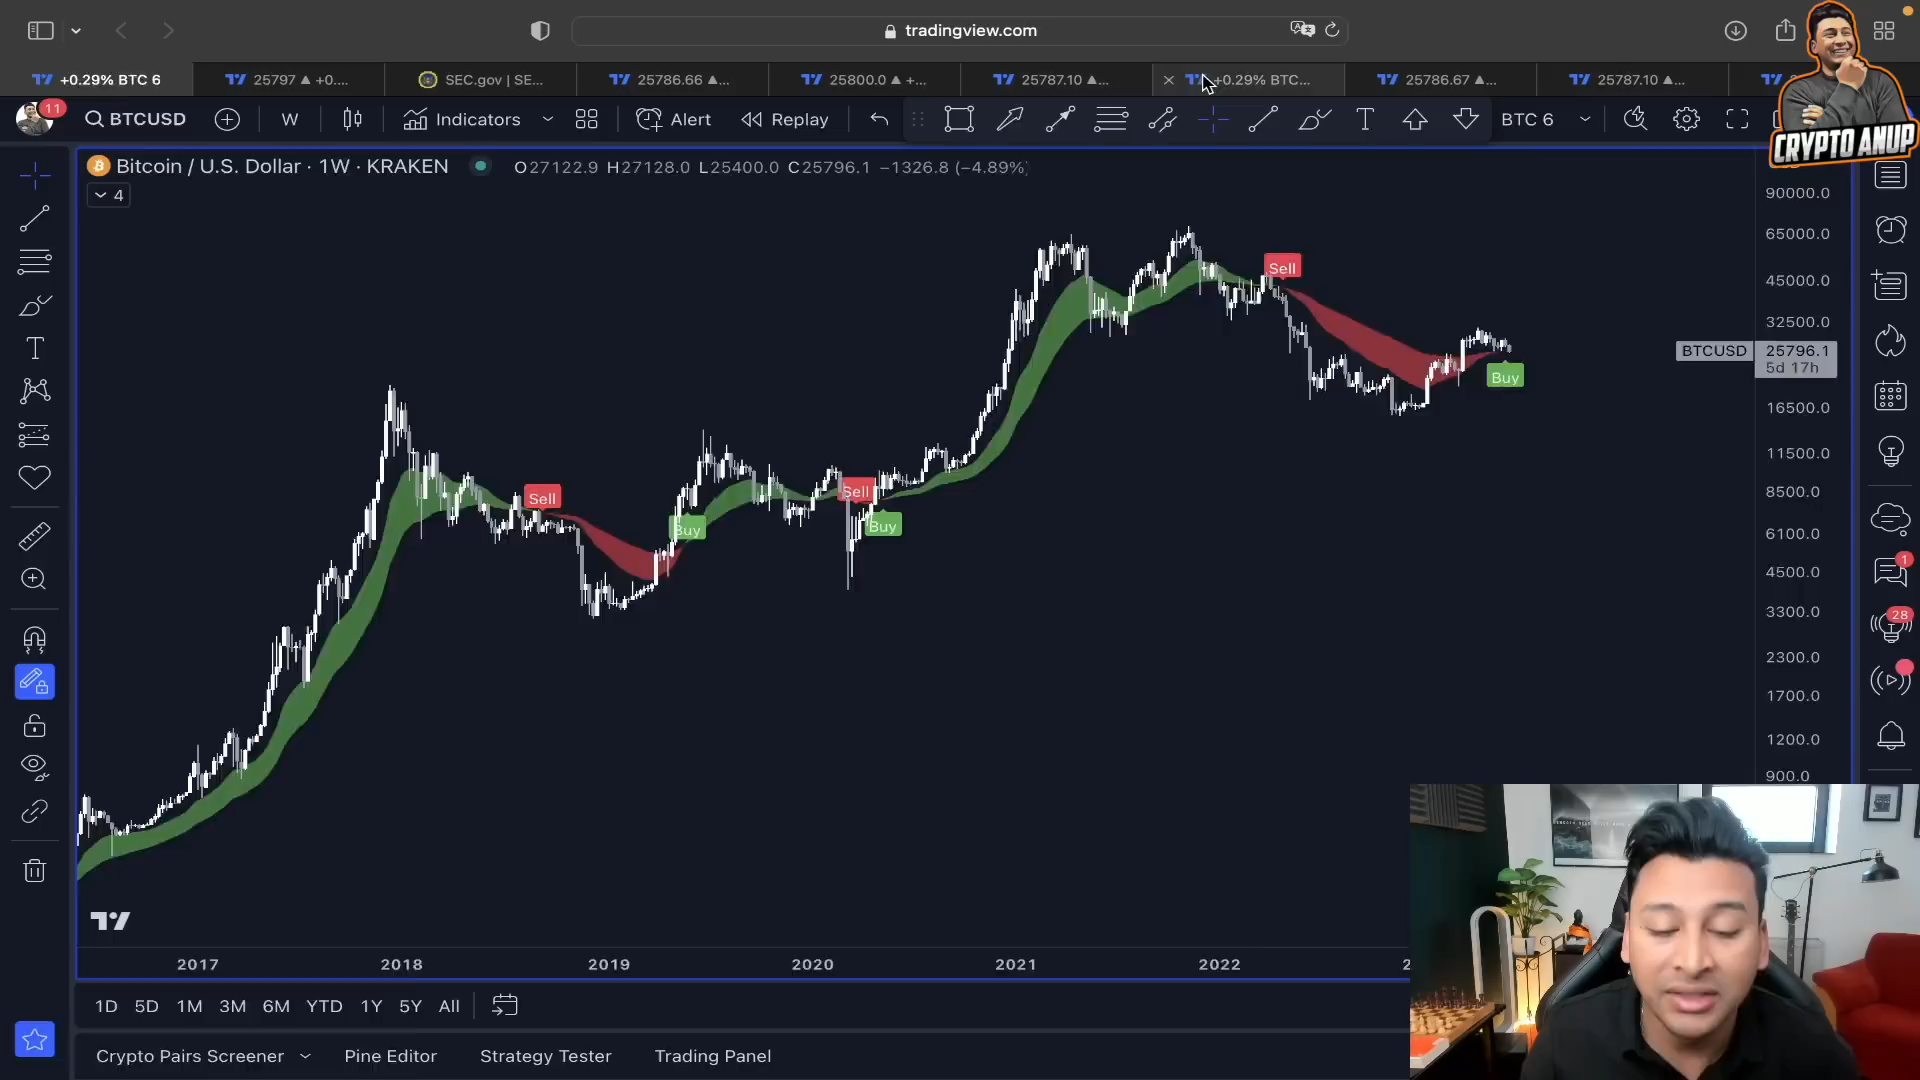 tradingview.com
+0.29% BTC 6
25797 ▲ +0....
SEC.gov | SE...
25786.66 ▲...
25800.0 ▲ +...
25787.10 ▲...
+0.29% BTC...
25786.67 ▲...
25787.10 ▲...
CRYPTO ANUP
11
BTCUSD
W
Indicators
Alert
Replay
BTC 6
Bitcoin / U.S. Dollar · 1W · KRAKEN
O27122.9 H27128.0 L25400.0 C25796.1 −1326.8 (−4.89%)
4
90000.0
65000.0
Sell
45000.0
32500.0
BTCUSD
25796.1
5d 17h
Buy
16500.0
11500.0
Sell
8500.0
Sell
Buy
Buy
6100.0
4500.0
3300.0
2300.0
1700.0
1200.0
900.0
1
28
2017
2018
2019
2020
2021
2022
1D
5D
1M
3M
6M
YTD
1Y
5Y
All
Crypto Pairs Screener
Pine Editor
Strategy Tester
Trading Panel